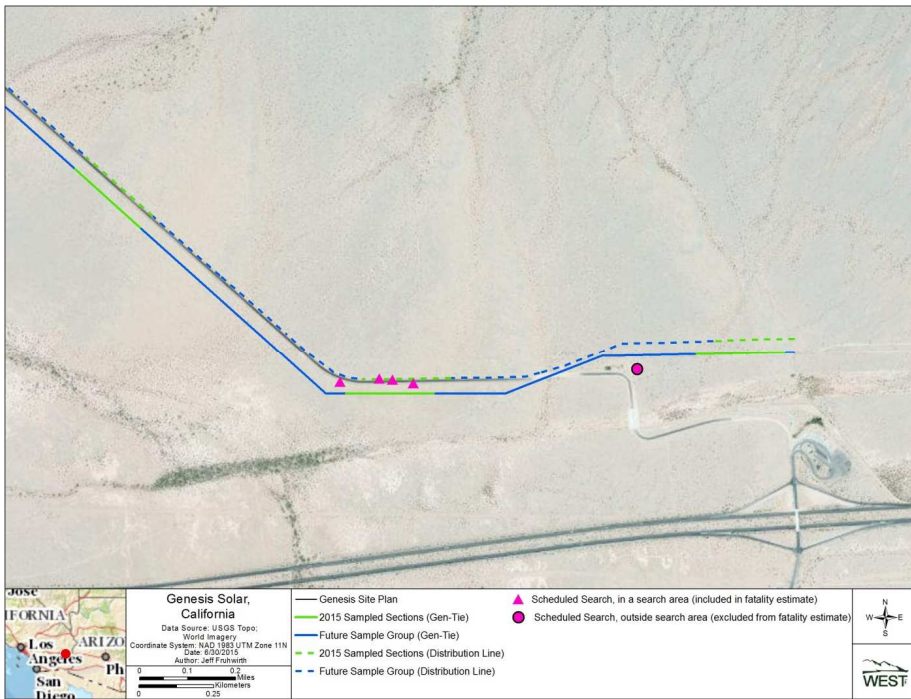 JOSE
IFORNIA
Los
Angeles
ARIZO
Ph
San
Diego
Genesis Solar,
California
Data Source: USGS Topo;
World Imagery
Coordinate System: NAD 1983 UTM Zone 11N
Date: 6/30/2015
Author: Jeff Fruhwirth
0 0.1 0.2
Miles
Kilometers
0 0.25
Genesis Site Plan
2015 Sampled Sections (Gen-Tie)
Future Sample Group (Gen-Tie)
2015 Sampled Sections (Distribution Line)
Future Sample Group (Distribution Line)
Scheduled Search, in a search area (included in fatality estimate)
Scheduled Search, outside search area (excluded from fatality estimate)
N
W E
S
WEST